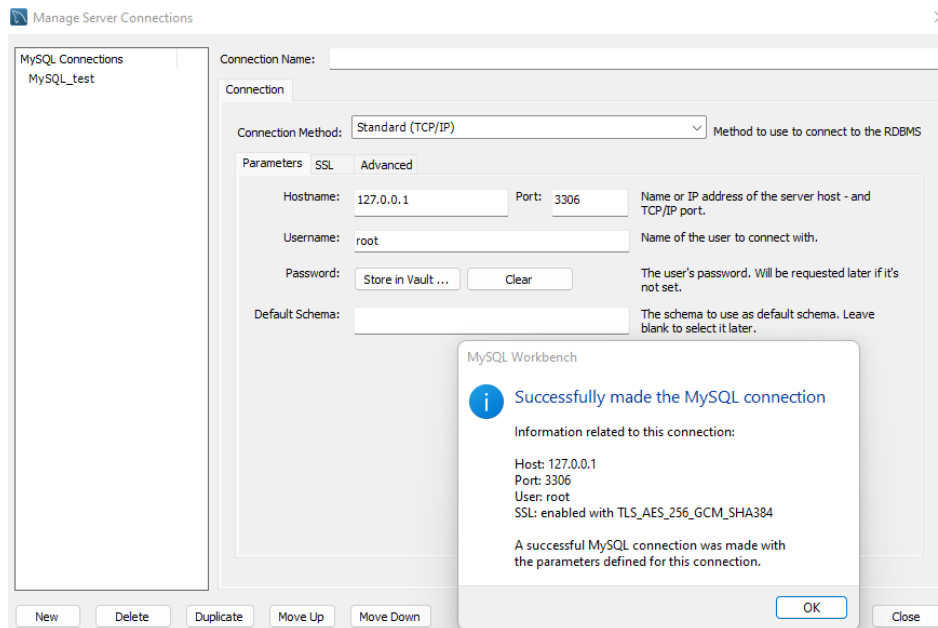 Manage Server Connections
MySQL Connections
MySQL_test
Connection Name:
Connection
Connection Method: Standard (TCP/IP) Method to use to connect to the RDBMS
Parameters SSL Advanced
Hostname: 127.0.0.1 Port: 3306 Name or IP address of the server host - and
TCP/IP port.
Username: root Name of the user to connect with.
Password: Store in Vault ... Clear The user's password. Will be requested later if it's
not set.
Default Schema: The schema to use as default schema. Leave
blank to select it later.
MySQL Workbench
Successfully made the MySQL connection
Information related to this connection:
Host: 127.0.0.1
Port: 3306
User: root
SSL: enabled with TLS_AES_256_GCM_SHA384
A successful MySQL connection was made with
the parameters defined for this connection.
OK
New Delete Duplicate Move Up Move Down Close